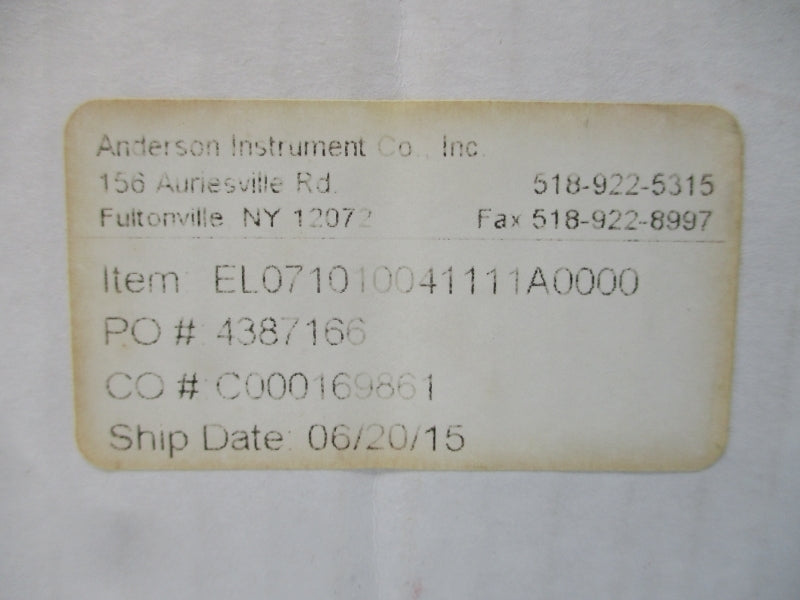 Anderson Instrument Co., Inc.
156 Auriesville Rd. 518-922-5315
Fultonville NY 12072 Fax 518-922-8997
Item: EL071010041111A0000
PO #: 4387166
CO #: C000169861
Ship Date: 06/20/15